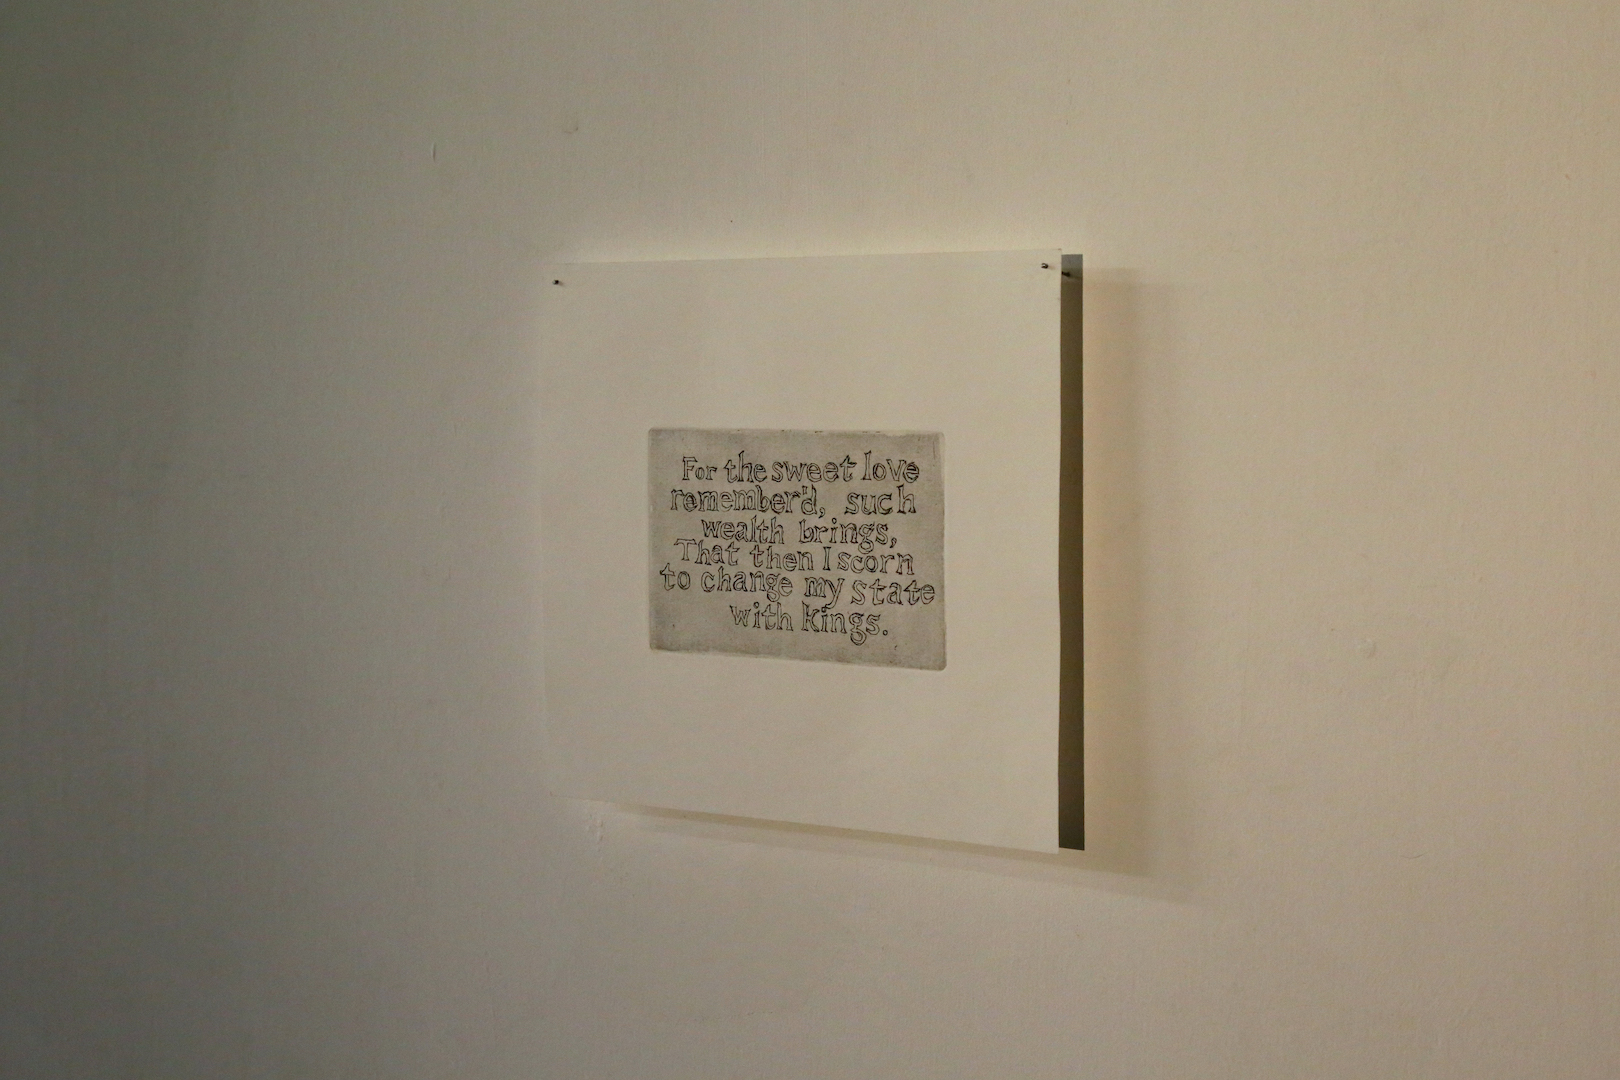 For the sweet love
remember'd, such
wealth brings,
That then I scorn
to change my state
with kings.